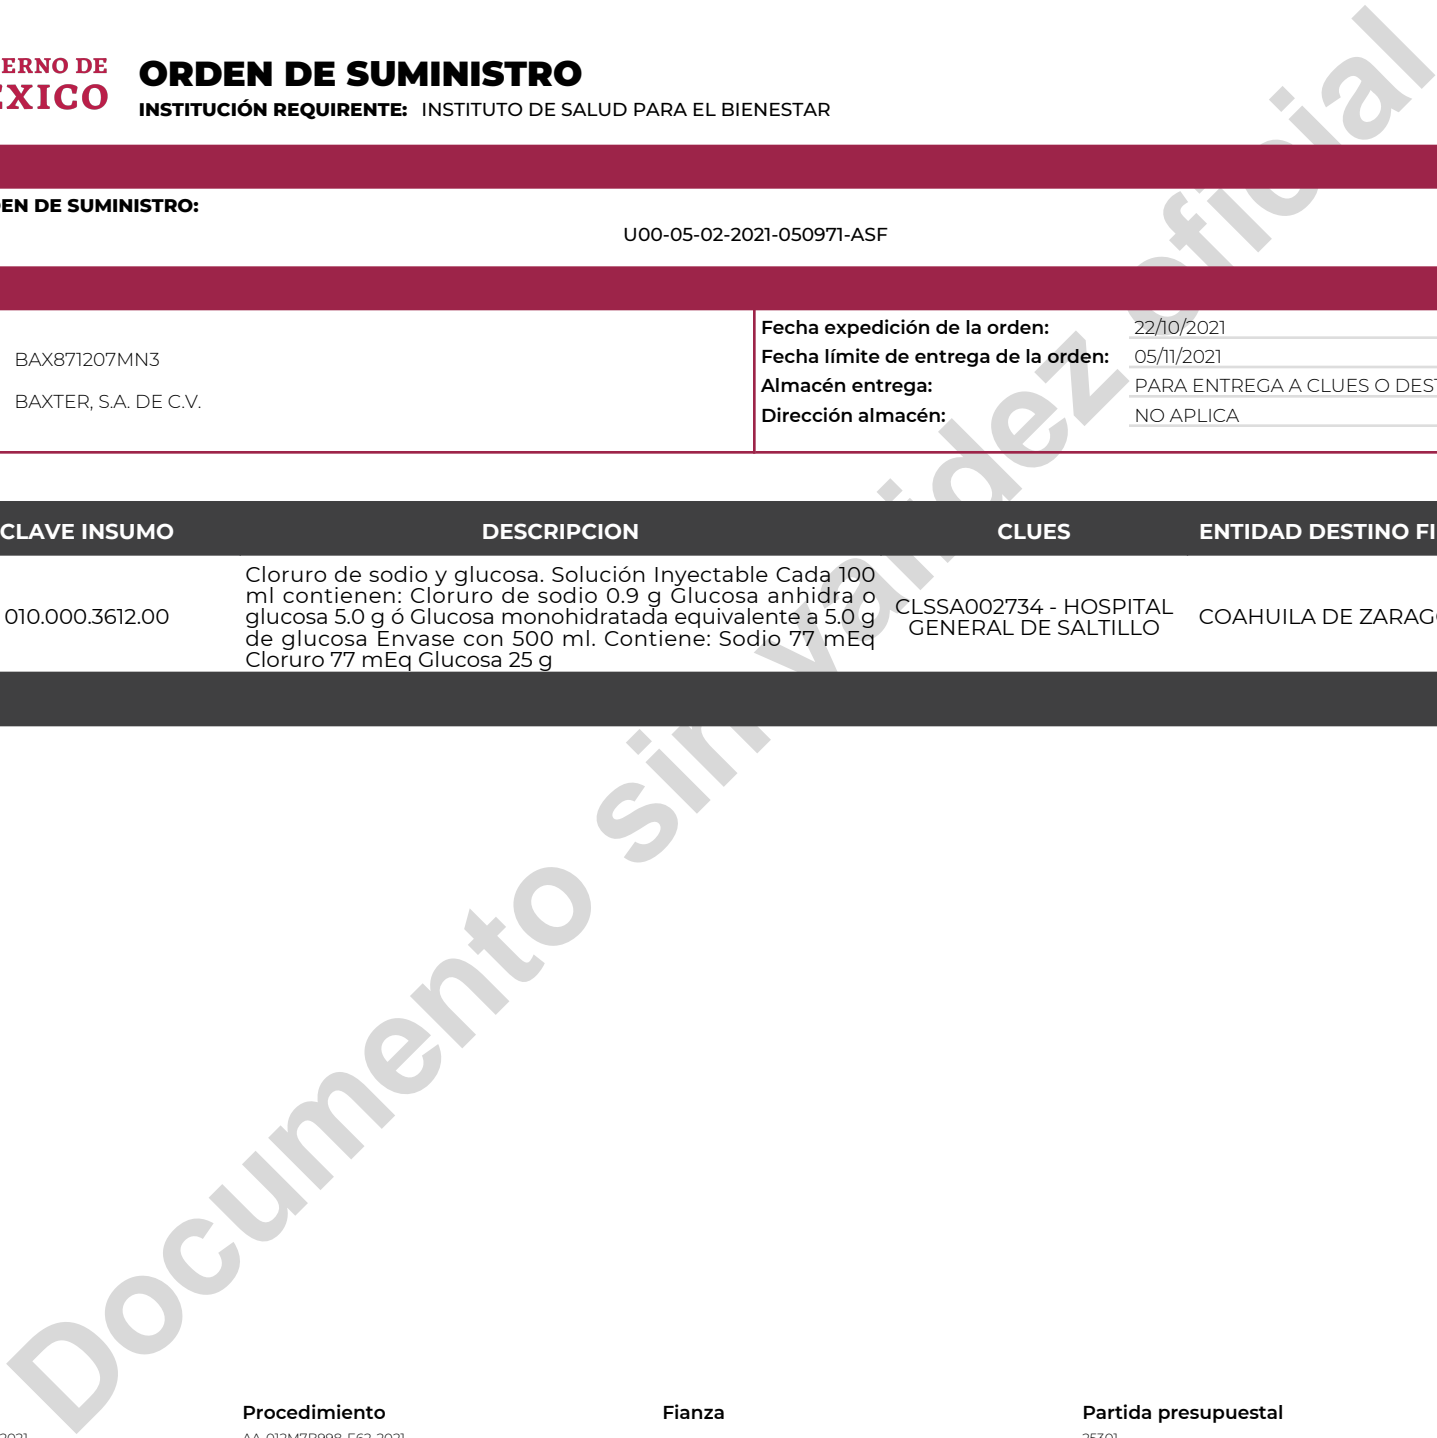 ERNO DE
ORDEN DE SUMINISTRO
EXICO
INSTITUCIÓN REQUIRENTE: INSTITUTO DE SALUD PARA EL BIENESTAR
EN DE SUMINISTRO:
U00-05-02-2021-050971-ASF
BAX871207MN3
BAXTER, S.A. DE C.V.
Fecha expedición de la orden: 22/10/2021
Fecha límite de entrega de la orden: 05/11/2021
Almacén entrega: PARA ENTREGA A CLUES O DEST
Dirección almacén: NO APLICA
CLAVE INSUMO DESCRIPCION CLUES ENTIDAD DESTINO FI
010.000.3612.00
Cloruro de sodio y glucosa. Solución Inyectable Cada 100
ml contienen: Cloruro de sodio 0.9 g Glucosa anhidra o
glucosa 5.0 g ó Glucosa monohidratada equivalente a 5.0 g
de glucosa Envase con 500 ml. Contiene: Sodio 77 mEq
Cloruro 77 mEq Glucosa 25 g
CLSSA002734 - HOSPITAL
GENERAL DE SALTILLO
COAHUILA DE ZARAG
Documento sin validez oficial
Procedimiento Fianza Partida presupuestal